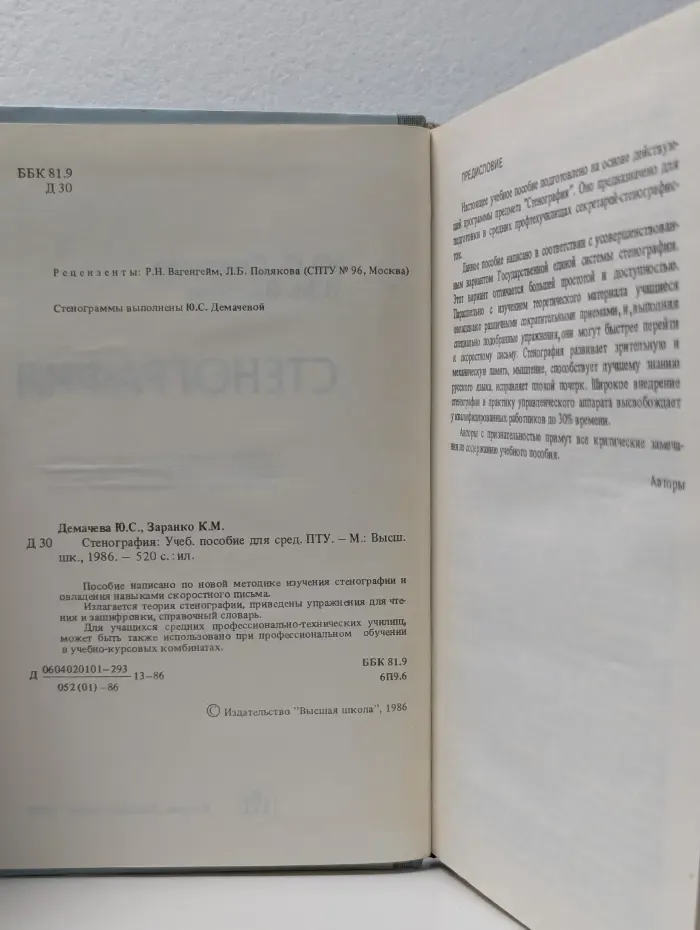 ББК 81.9
Д 30
Рецензенты: Р.Н. Вагенгейм, Л.Б. Полякова (СПТУ № 96, Москва)
Стенограммы выполнены Ю.С. Демачевой
Демачева Ю.С., Заранко К.М.
Д 30 Стенография: Учеб. пособие для сред. ПТУ. – М.: Высш.
шк., 1986. – 520 с.: ил.
Пособие написано по новой методике изучения стенографии и
овладения навыками скоростного письма.
Излагается теория стенографии, приведены упражнения для чте-
ния и зашифровки, справочный словарь.
Для учащихся средних профессионально-технических училищ,
может быть также использовано при профессиональном обучении
в учебно-курсовых комбинатах.
Д 0604020101–293 13–86
052(01)–86
ББК 81.9
6П9.6
© Издательство "Высшая школа", 1986
ПРЕДИСЛОВИЕ
Настоящее учебное пособие подготовлено на основе действую-
щей программы предмета "Стенография". Оно предназначено для
подготовки в средних профтехучилищах секретарей-стенографис-
ток.
Данное пособие написано в соответствии с усовершенствован-
ным вариантом Государственной единой системы стенографии.
Этот вариант отличается большей простотой и доступностью.
Параллельно с изучением теоретического материала учащиеся
овладевают различными сократительными приемами, и, выполняя
специально подобранные упражнения, они могут быстрее перейти
к скоростному письму. Стенография развивает зрительную и
механическую память, мышление, способствует лучшему знанию
русского языка, исправляет плохой почерк. Широкое внедрение
стенографии в практику управленческого аппарата высвобождает
у квалифицированных работников до 30% времени.
Авторы с признательностью примут все критические замеча-
ния по содержанию учебного пособия.
Авторы
СТЕНОГРАФИЯ